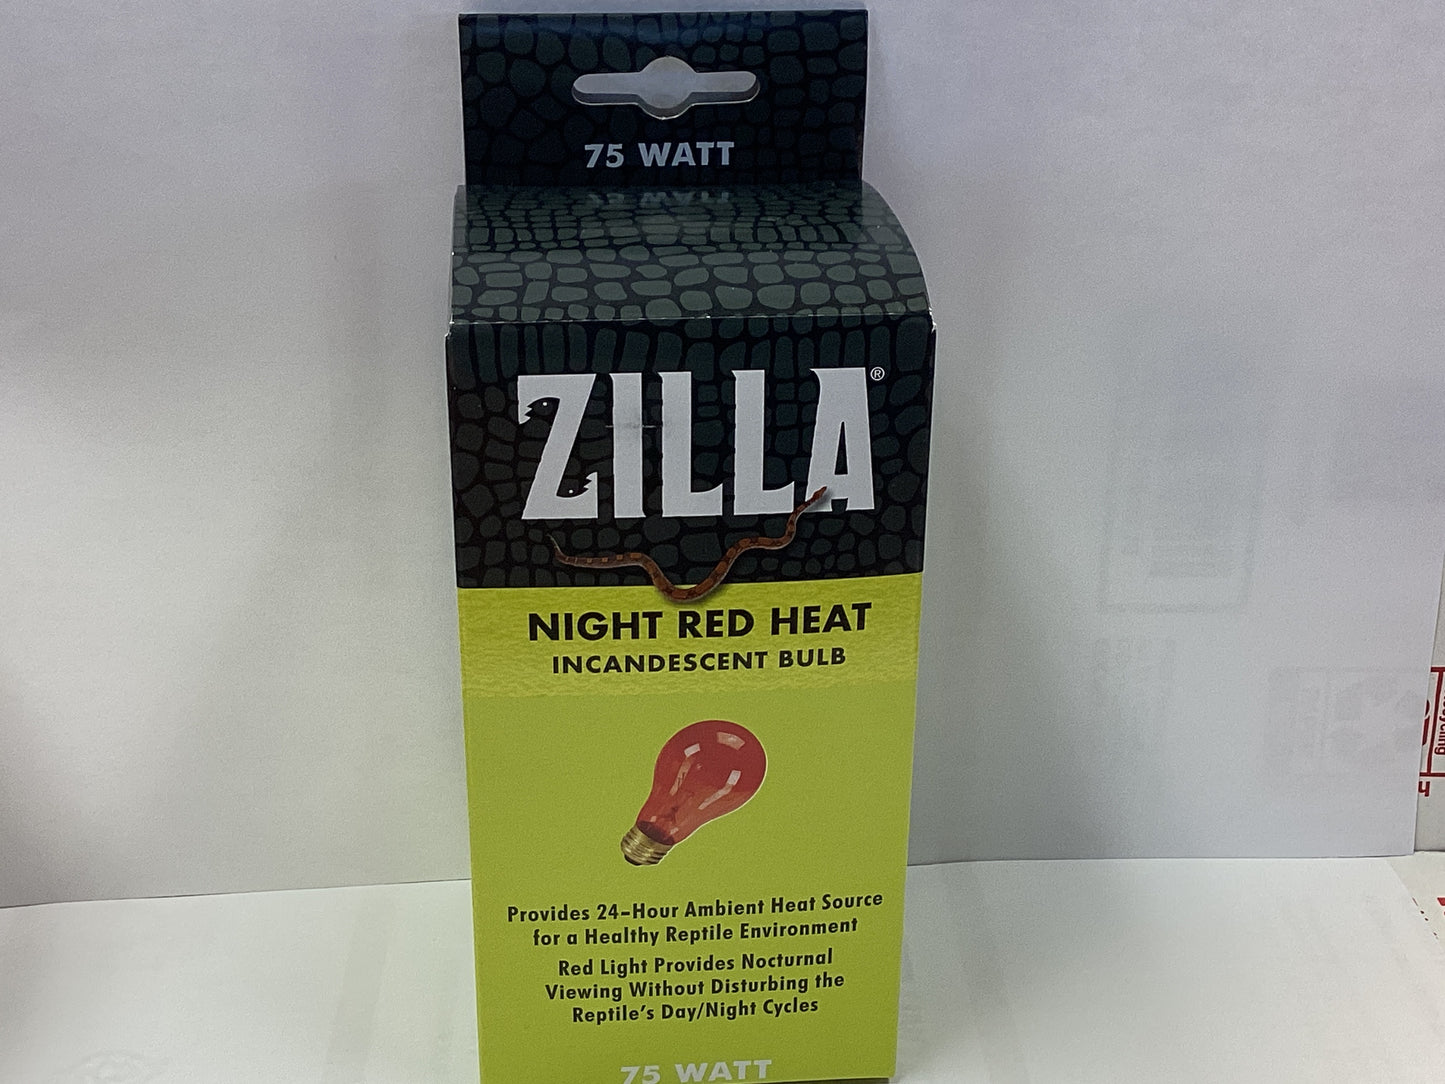 75 WATT
ZILLA®
NIGHT RED HEAT
INCANDESCENT BULB
Provides 24-Hour Ambient Heat Source
for a Healthy Reptile Environment
Red Light Provides Nocturnal
Viewing Without Disturbing the
Reptile's Day/Night Cycles
75 WATT